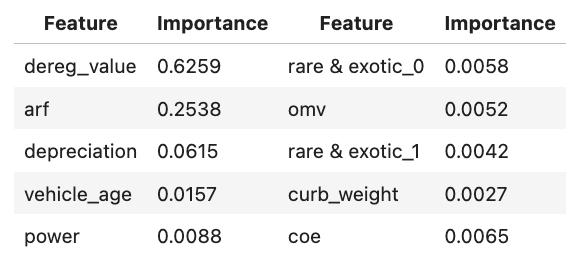 Feature Importance Feature Importance
dereg_value 0.6259 rare & exotic_0 0.0058
arf 0.2538 omv 0.0052
depreciation 0.0615 rare & exotic_1 0.0042
vehicle_age 0.0157 curb_weight 0.0027
power 0.0088 coe 0.0065